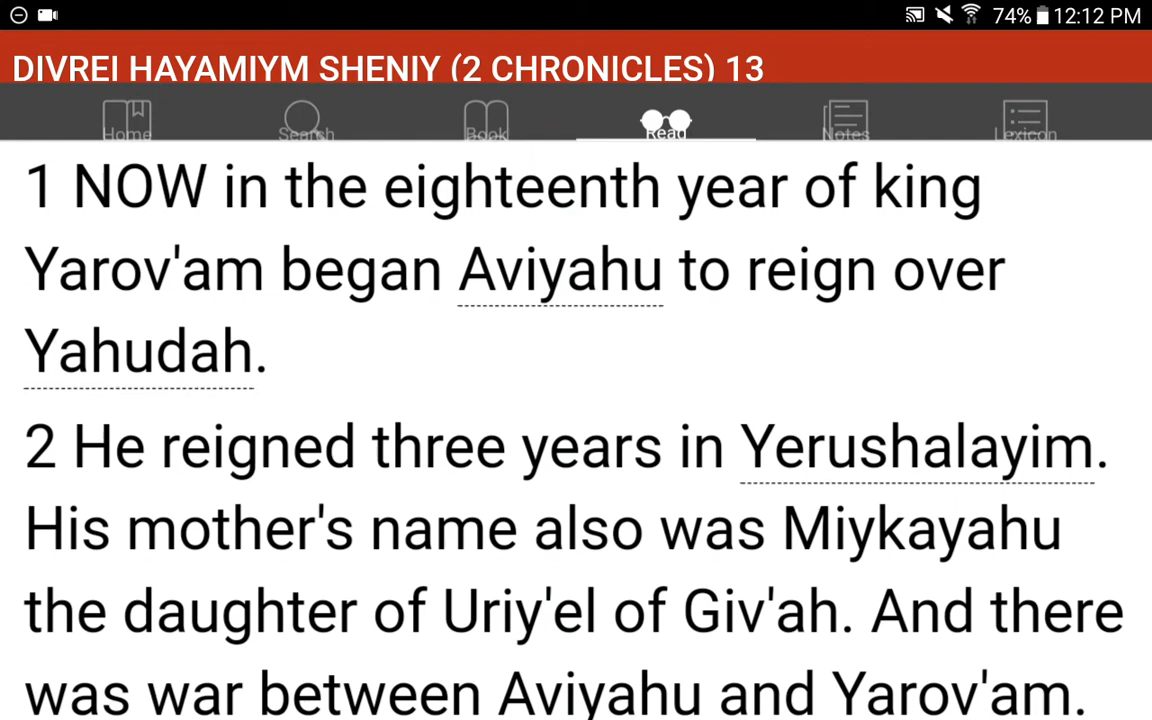 74% 12:12 PM
DIVREI HAYAMIYM SHENIY (2 CHRONICLES) 13
Home Search Book Read Notes Lexicon
1 NOW in the eighteenth year of king
Yarov'am began Aviyahu to reign over
Yahudah.
2 He reigned three years in Yerushalayim.
His mother's name also was Miykayahu
the daughter of Uriy'el of Giv'ah. And there
was war between Aviyahu and Yarov'am.